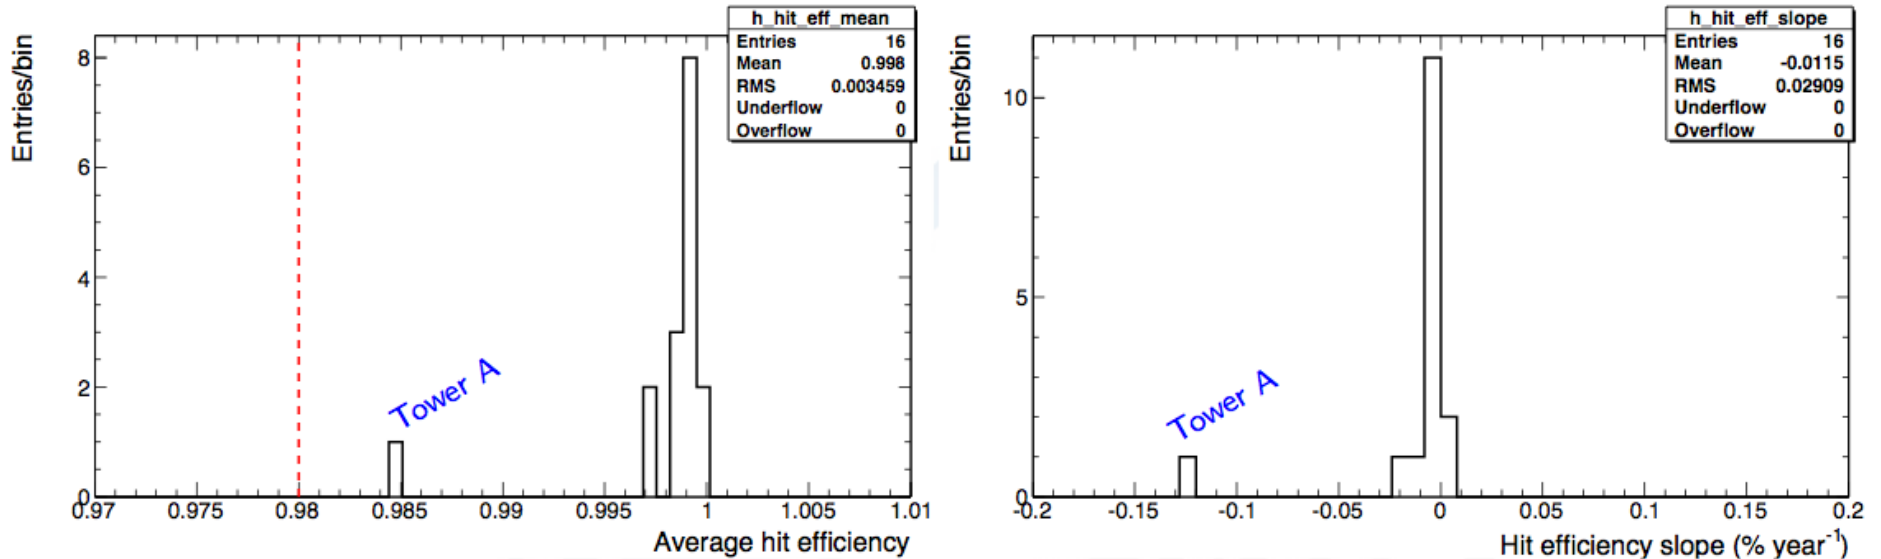 h_hit_eff_mean
Entries 16
Mean 0.998
RMS 0.003459
Underflow 0
Overflow 0
Entries/bin
8
6
4
2
0
Tower A
0.97 0.975 0.98 0.985 0.99 0.995 1 1.005 1.01
Average hit efficiency
h_hit_eff_slope
Entries 16
Mean -0.0115
RMS 0.02909
Underflow 0
Overflow 0
Entries/bin
10
5
0
Tower A
-0.2 -0.15 -0.1 -0.05 0 0.05 0.1 0.15 0.2
Hit efficiency slope (% year⁻¹)